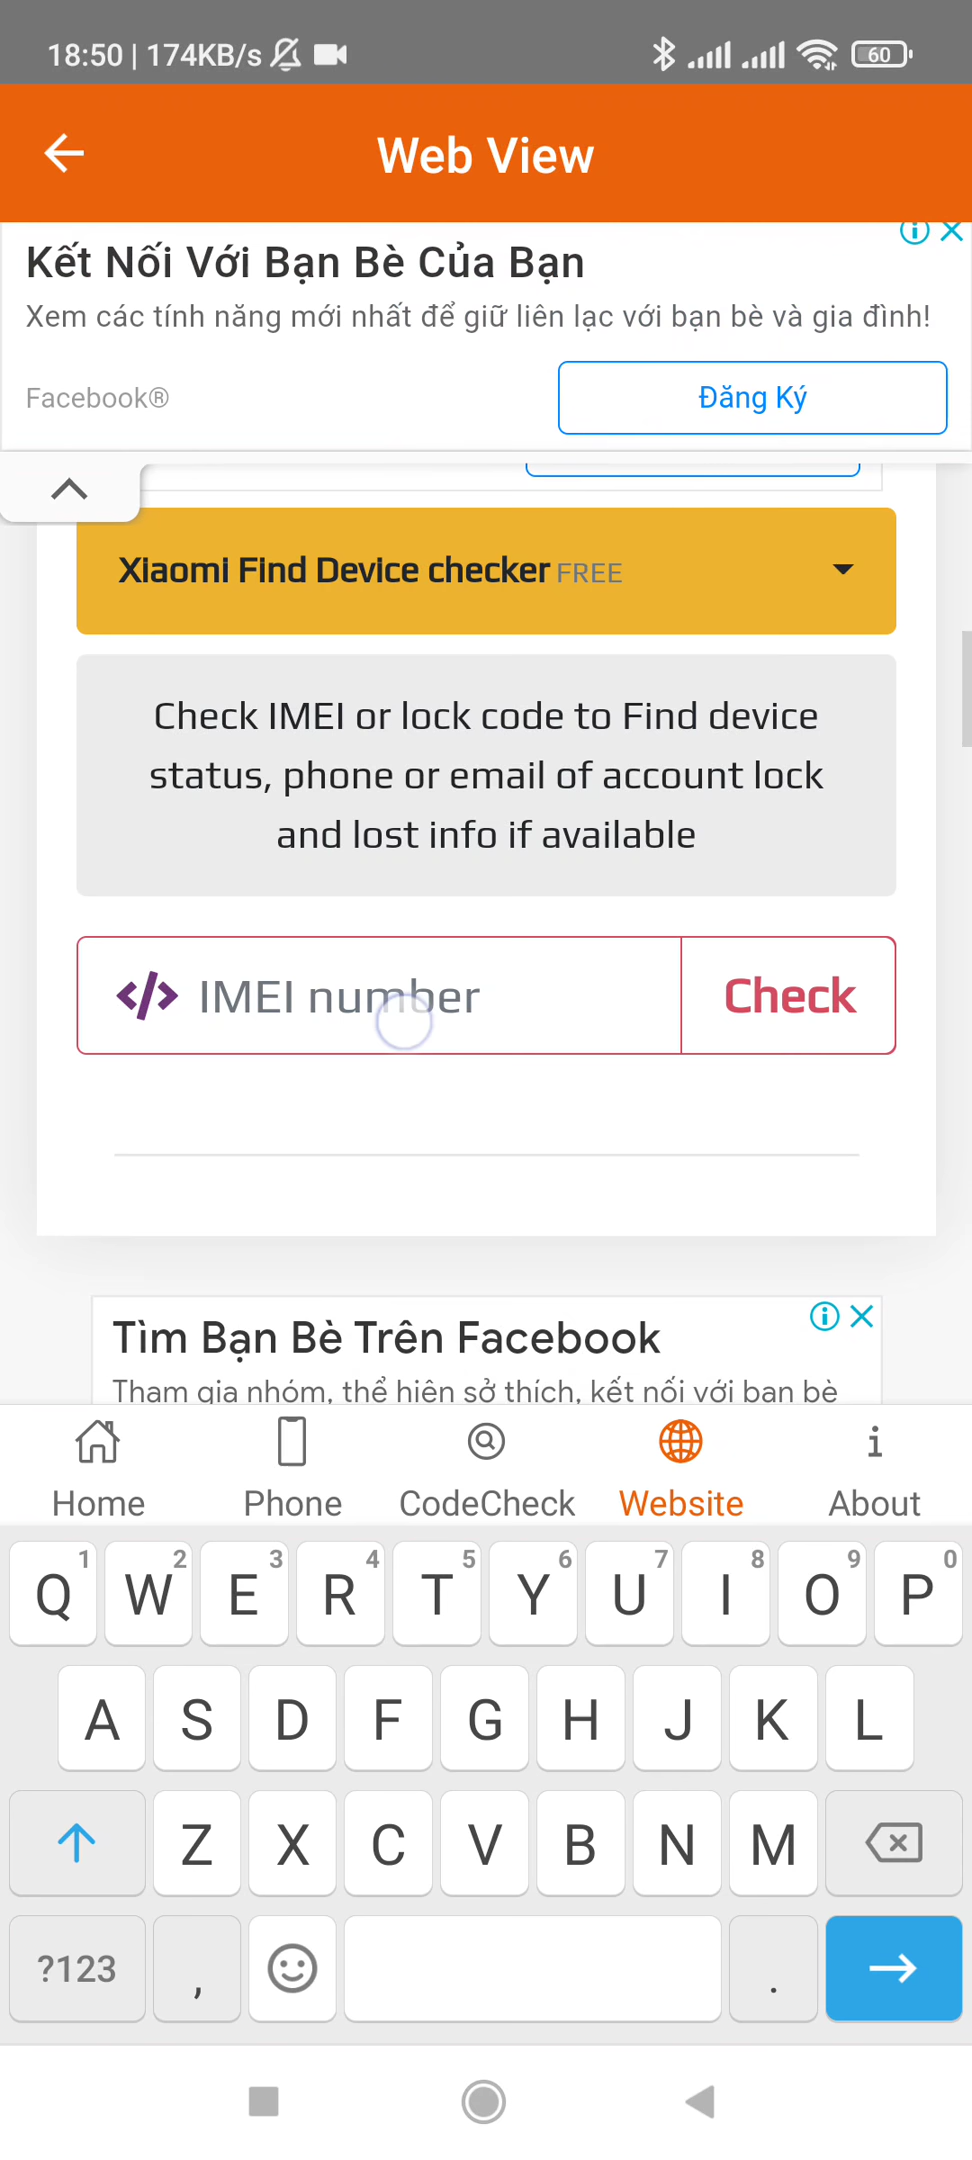 18:50 | 174KB/s 60
Web View
Kết Nối Với Bạn Bè Của Bạn
Xem các tính năng mới nhất để giữ liên lạc với bạn bè và gia đình!
Facebook®
Đăng Ký
Xiaomi Find Device checker FREE
Check IMEI or lock code to Find device
status, phone or email of account lock
and lost info if available
IMEI number
Check
Tìm Bạn Bè Trên Facebook
Tham gia nhóm, thể hiện sở thích, kết nối với bạn bè
Home Phone CodeCheck Website About
1 2 3 4 5 6 7 8 9 0
Q W E R T Y U I O P
A S D F G H J K L
Z X C V B N M
?123 , .